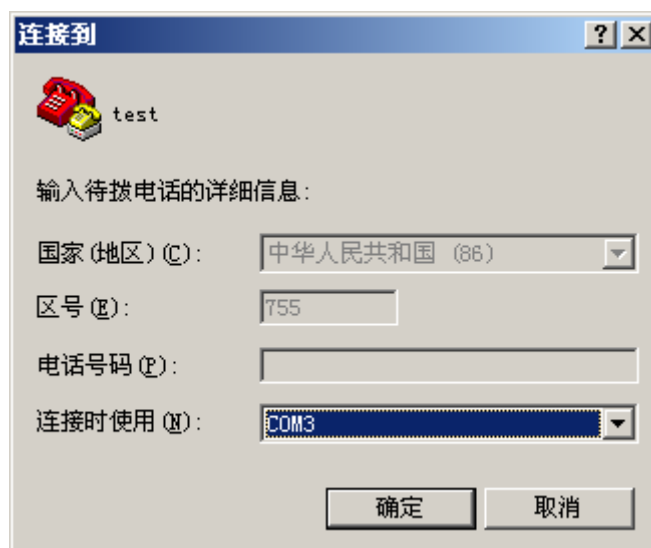 连接到
test
输入待拨电话的详细信息:
国家(地区)(C): 中华人民共和国 (86)
区号(E): 755
电话号码(P):
连接时使用(N): COM3
确定 取消